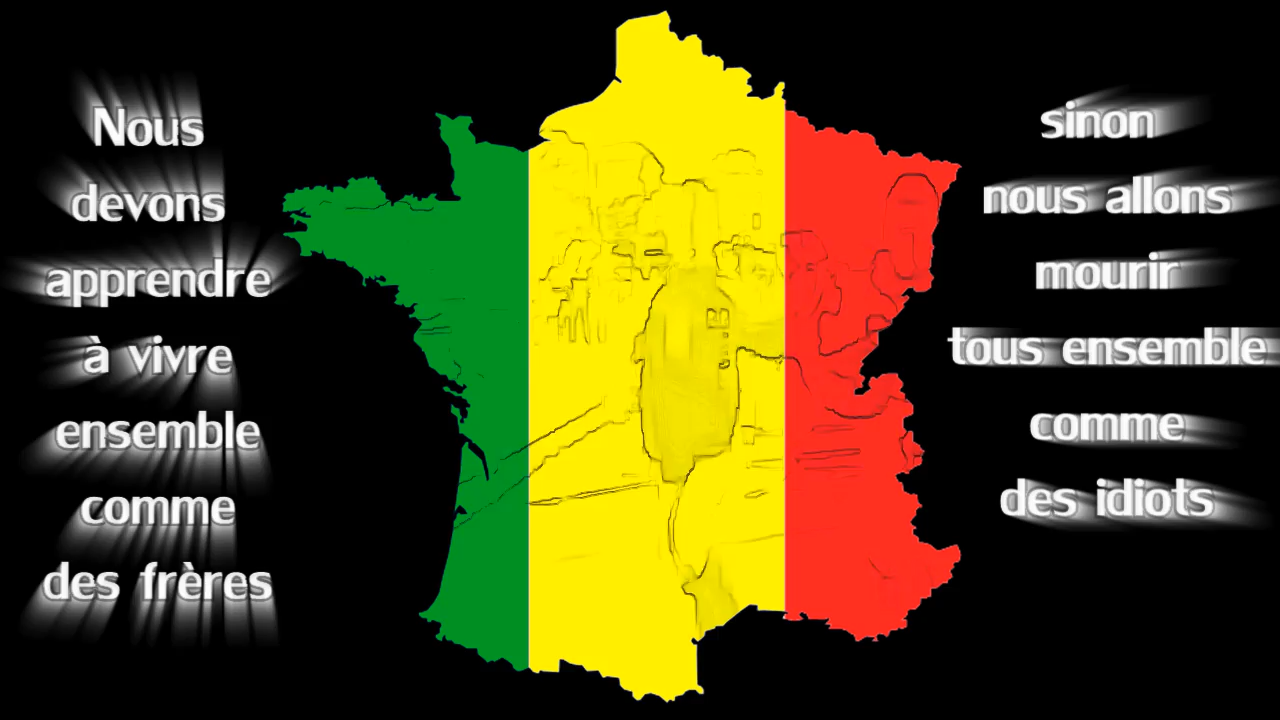 Nous
devons
apprendre
à vivre
ensemble
comme
des frères
sinon
nous allons
mourir
tous ensemble
comme
des idiots